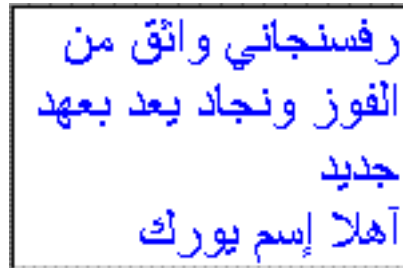 رفسنجاني واثق من
الفوز ونجاد يعد بعهد
جديد
آهلا إسم يورك